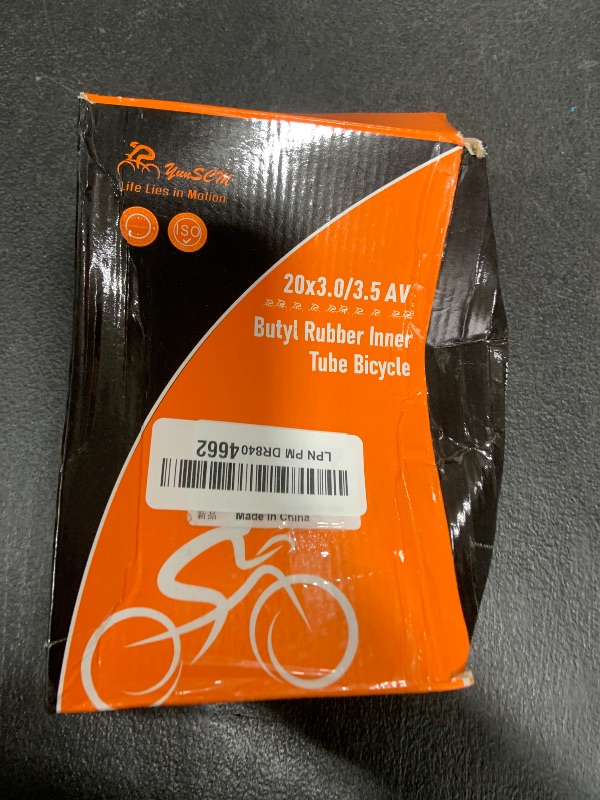 YunSCM
Life Lies in Motion
ISO
20x3.0/3.5 AV
Butyl Rubber Inner
Tube Bicycle
LPN PM DR8404662
新品 Made in China